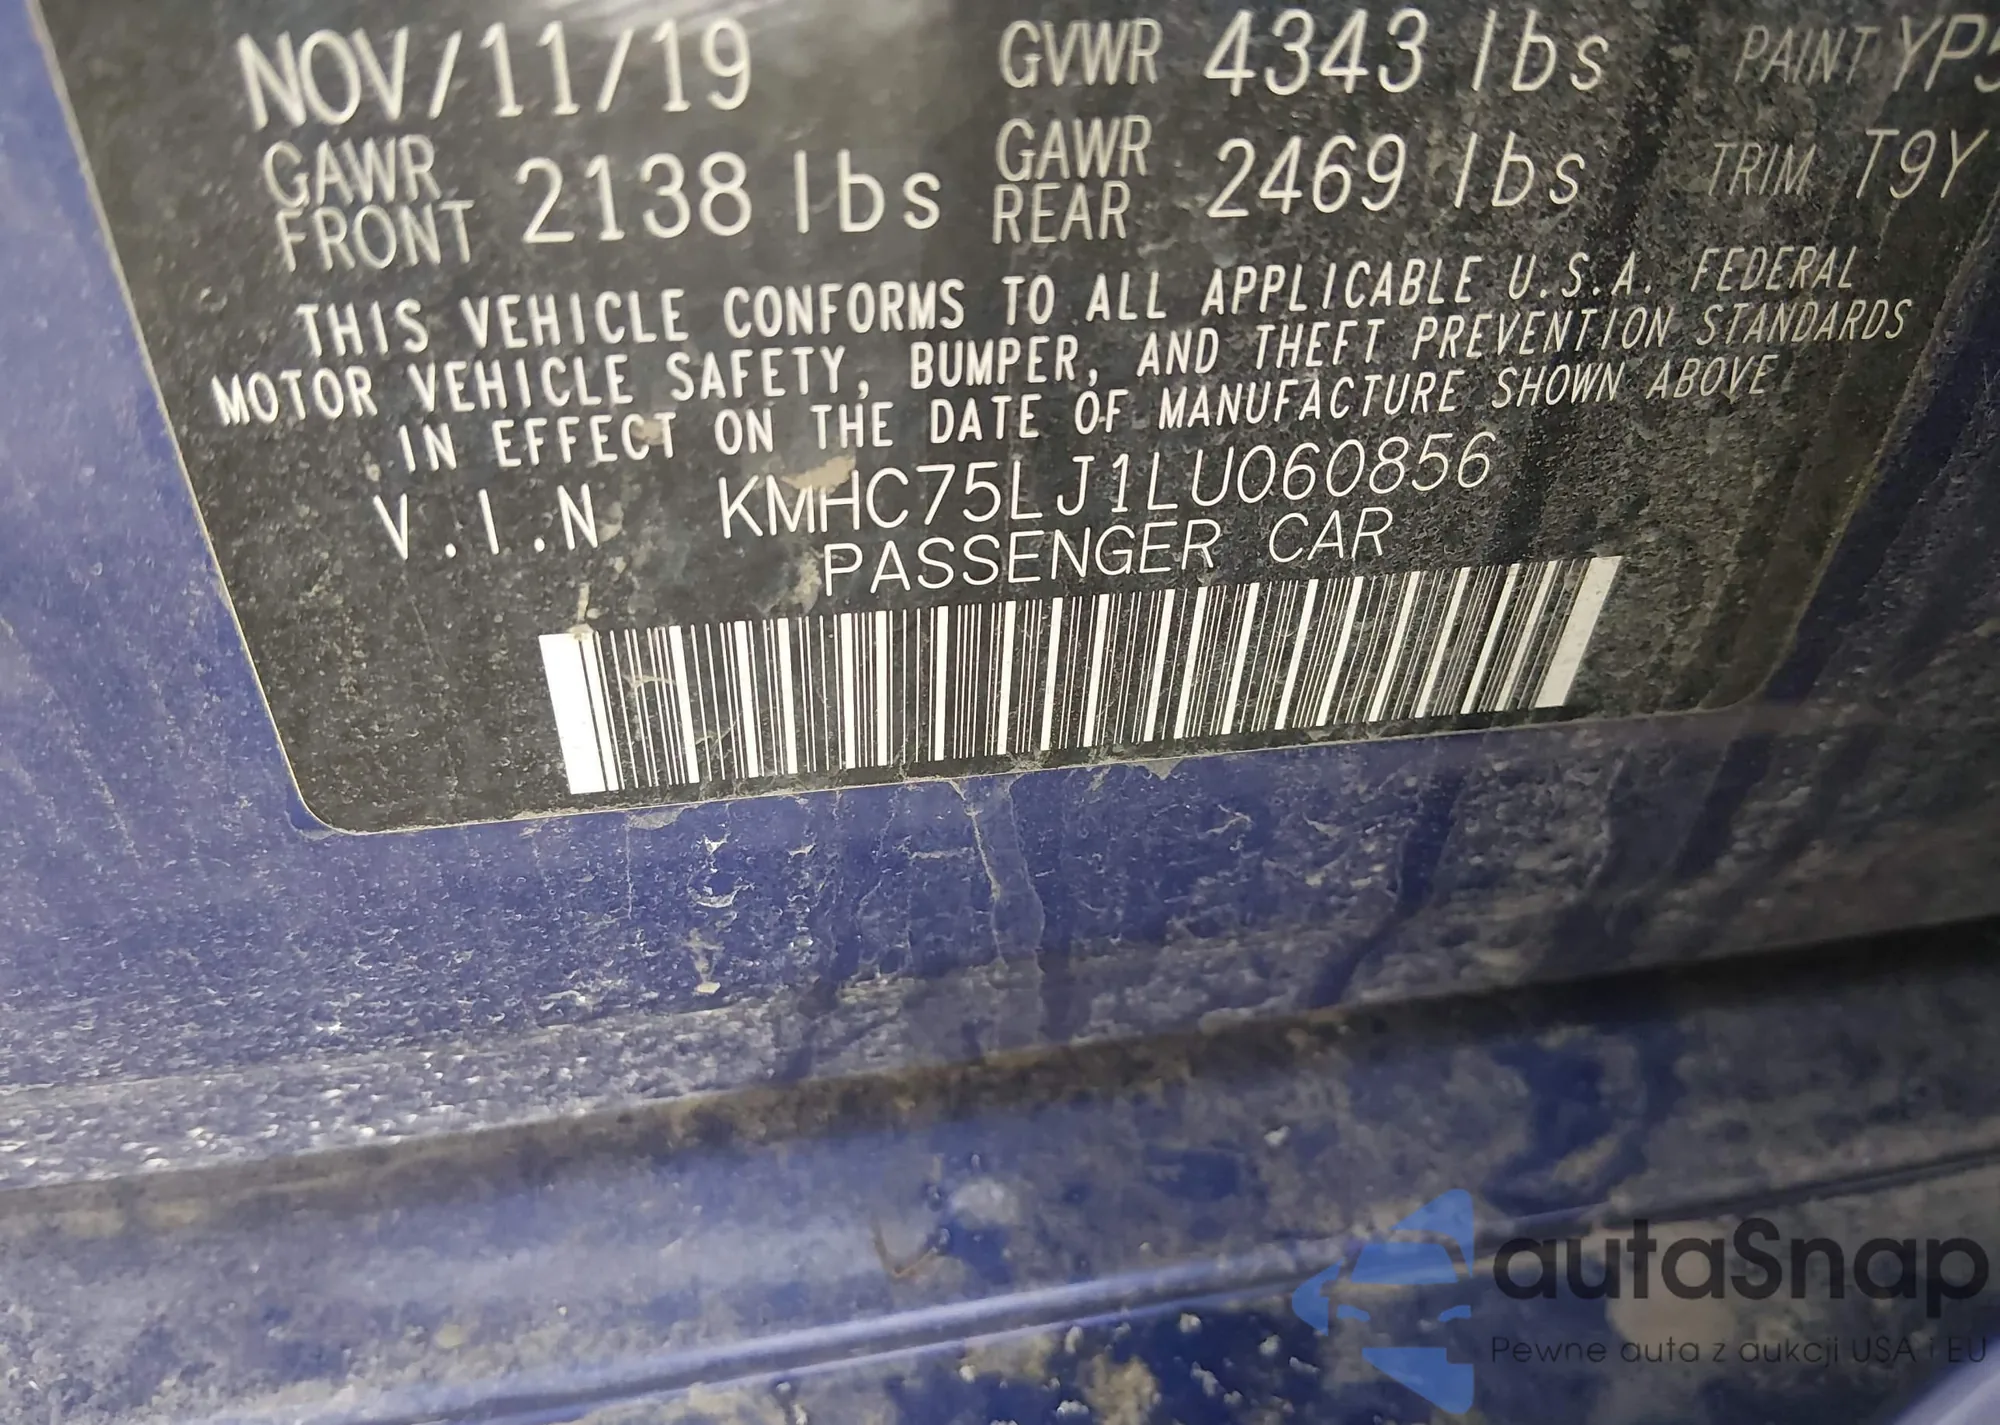 NOV/11/19 GVWR 4343 lbs PAINT YP5
GAWR FRONT 2138 lbs GAWR REAR 2469 lbs TRIM T9Y
THIS VEHICLE CONFORMS TO ALL APPLICABLE U.S.A. FEDERAL
MOTOR VEHICLE SAFETY, BUMPER, AND THEFT PREVENTION STANDARDS
IN EFFECT ON THE DATE OF MANUFACTURE SHOWN ABOVE
V.I.N KMHC75LJ1LU060856
PASSENGER CAR
autaSnap
Pewne auta z aukcji USA i EU